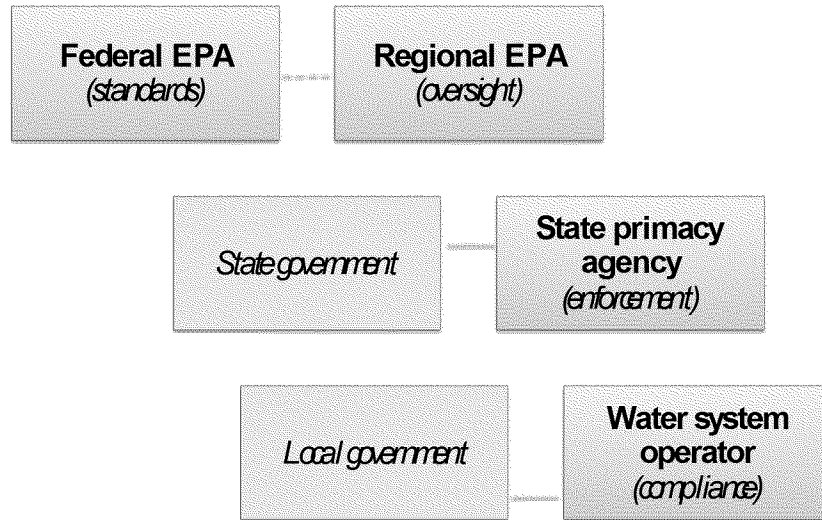 Federal EPA
(standards)
Regional EPA
(oversight)
State government
State primacy
agency
(enforcement)
Local government
Water system
operator
(compliance)